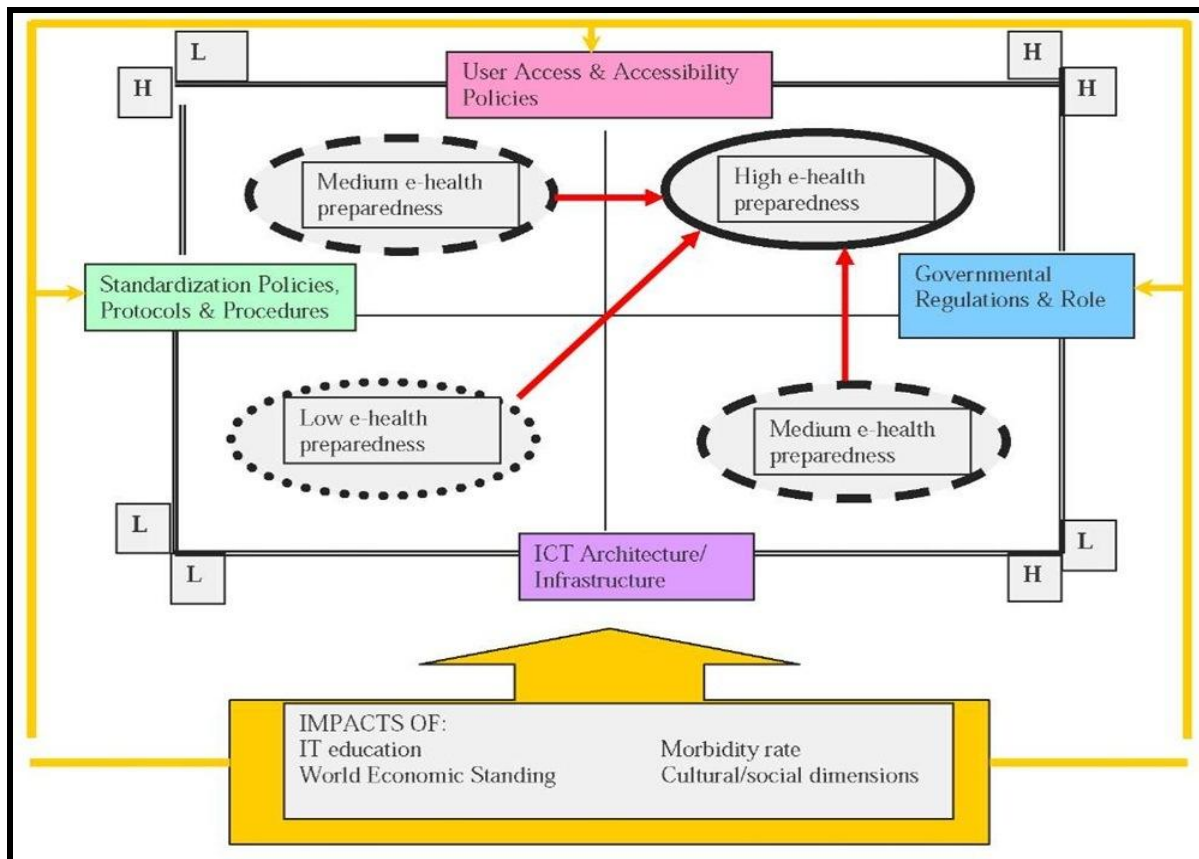 L
H
User Access & Accessibility
Policies
H
H
Medium e-health
preparedness
High e-health
preparedness
Standardization Policies,
Protocols & Procedures
Governmental
Regulations & Role
Low e-health
preparedness
Medium e-health
preparedness
L
L
ICT Architecture/
Infrastructure
L
H
IMPACTS OF:
IT education
Morbidity rate
World Economic Standing
Cultural/social dimensions